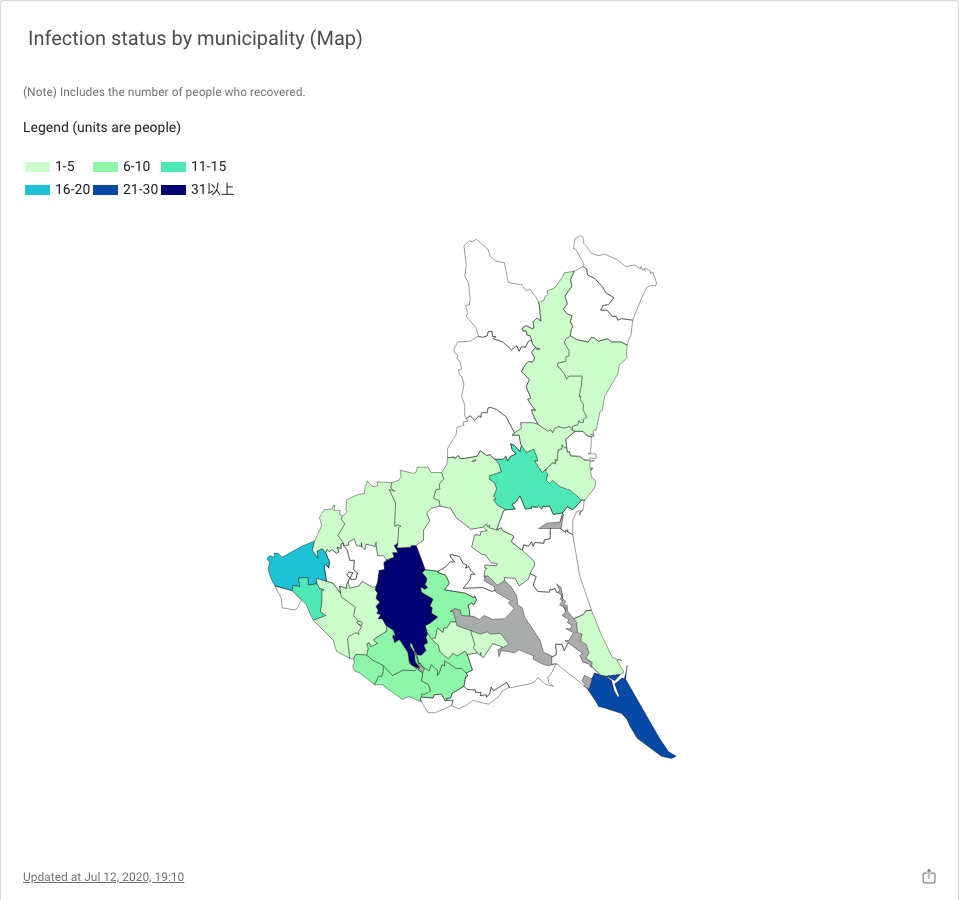 Infection status by municipality (Map)
(Note) Includes the number of people who recovered.
Legend (units are people)
1-5 6-10 11-15
16-20 21-30 31以上
Updated at Jul 12, 2020, 19:10